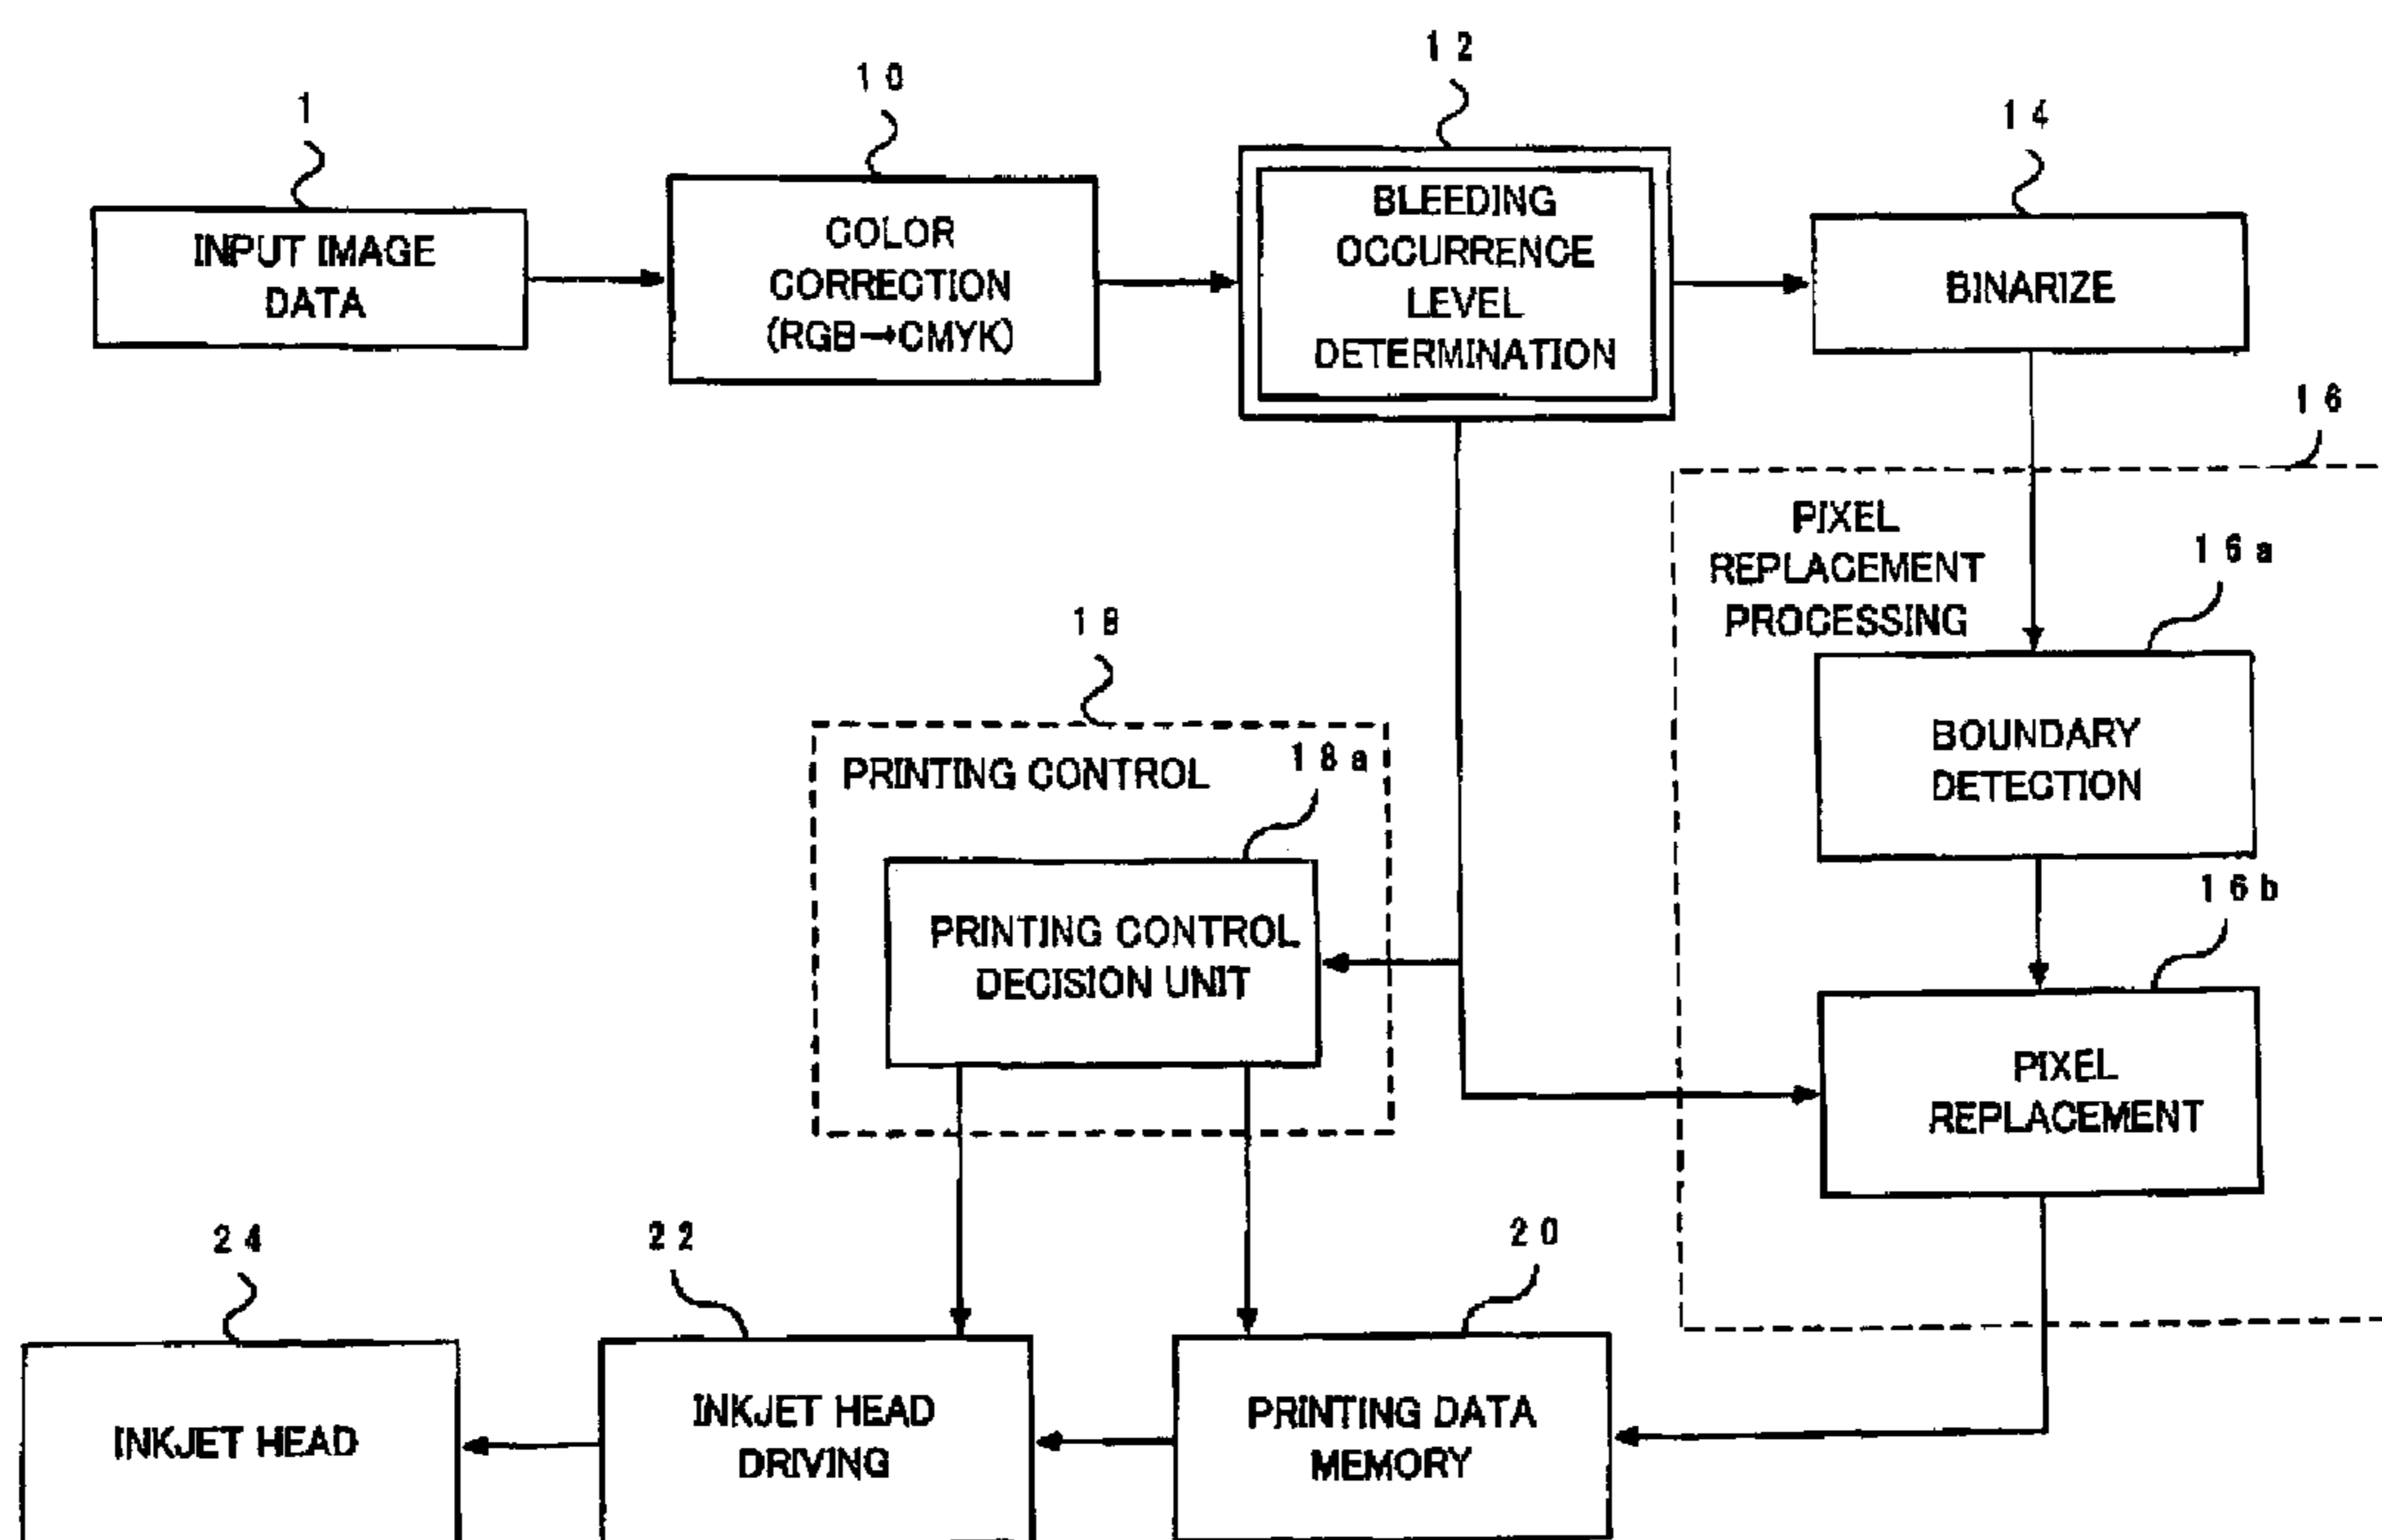 12
10
1
14
INPUT IMAGE
DATA
COLOR
CORRECTION
(RGB→CMYK)
BLEEDING
OCCURRENCE
LEVEL
DETERMINATION
BINARIZE
16
PIXEL
REPLACEMENT
PROCESSING
16a
18
PRINTING CONTROL
18a
BOUNDARY
DETECTION
16b
PRINTING CONTROL
DECISION UNIT
PIXEL
REPLACEMENT
24
22
20
INKJET HEAD
INKJET HEAD
DRIVING
PRINTING DATA
MEMORY